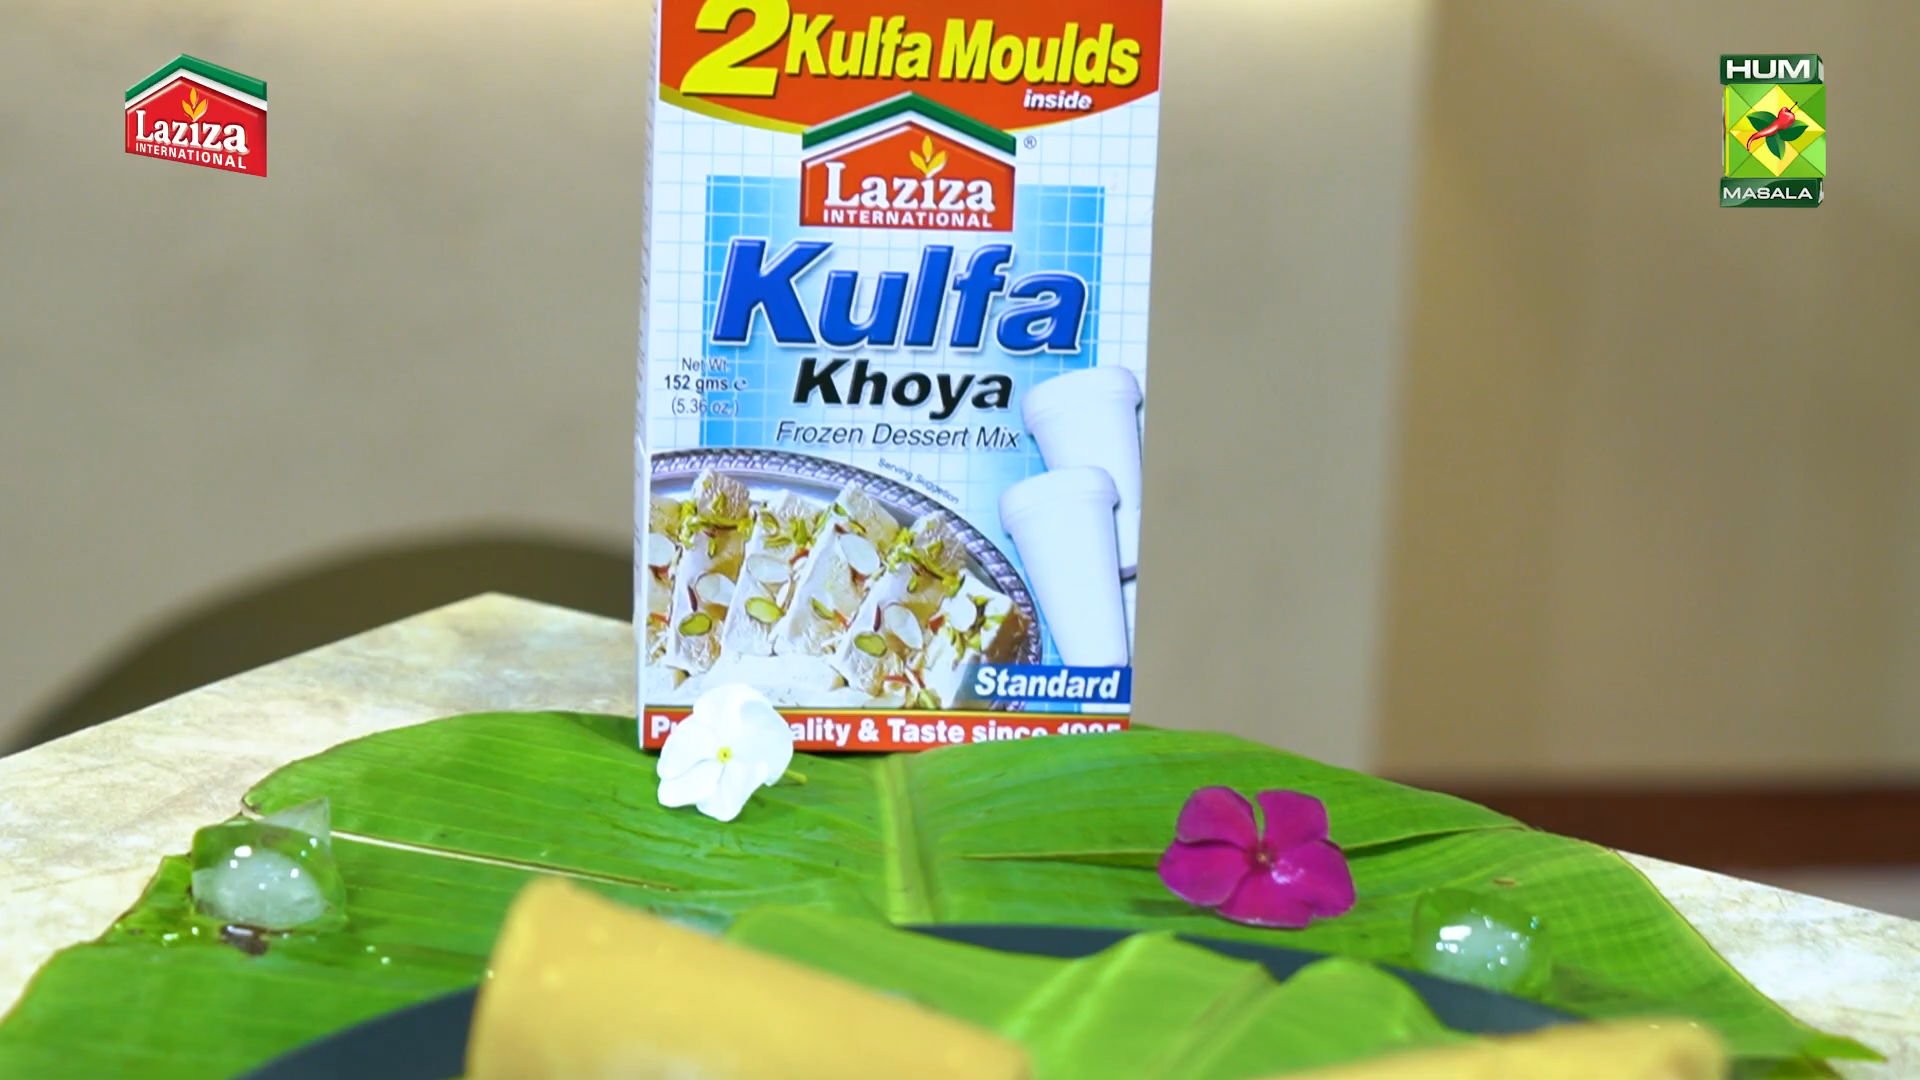 2 Kulfa Moulds
inside
Laziza
INTERNATIONAL
HUM
MASALA
Laziza
INTERNATIONAL
®
Kulfa
Khoya
Frozen Dessert Mix
Net Wt.
152 gms e
(5.36 oz.)
Serving Suggestion
Standard
ality & Taste since